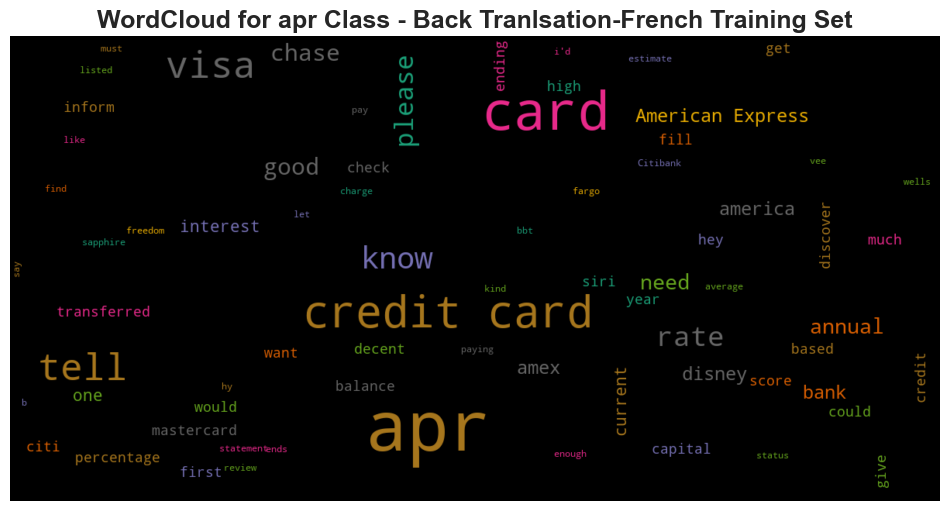 WordCloud for apr Class - Back Tranlsation-French Training Set
must
i'd
get
listed
visa
chase
please
ending
estimate
high
inform
pay
card
American Express
like
fill
good
check
Citibank
vee
find
charge
fargo
wells
let
america
discover
freedom
interest
sapphire
bbt
hey
much
know
say
siri
need
kind
average
year
transferred
credit card
annual
rate
want
decent
paying
based
tell
amex
disney
score
credit
hy
balance
one
bank
b
would
current
could
apr
mastercard
citi
statement
ends
capital
percentage
enough
status
first
review
give